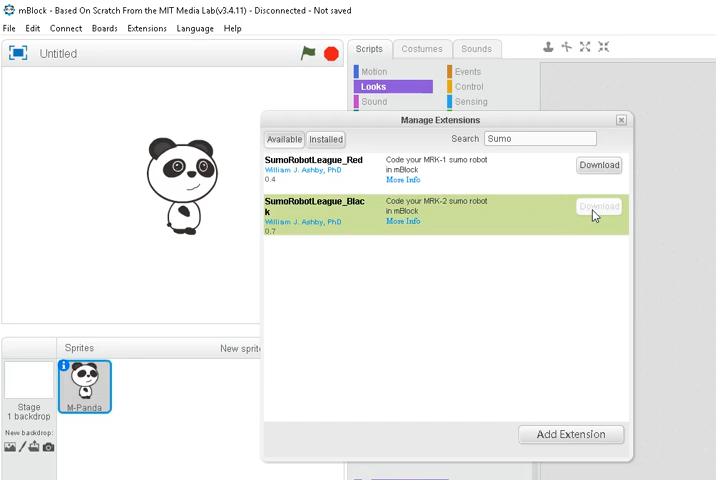 mBlock - Based On Scratch From the MIT Media Lab(v3.4.11) - Disconnected - Not saved
File Edit Connect Boards Extensions Language Help
Untitled
Scripts Costumes Sounds
Motion Events
Looks Control
Sound Sensing
Manage Extensions
Available Installed Search Sumo
SumoRobotLeague_Red
William J. Ashby, PhD
0.4
Code your MRK-1 sumo robot
in mBlock
More Info
Download
SumoRobotLeague_Blac
k
William J. Ashby, PhD
0.7
Code your MRK-2 sumo robot
in mBlock
More Info
Download
Add Extension
Sprites New sprite
M-Panda
Stage
1 backdrop
New backdrop: